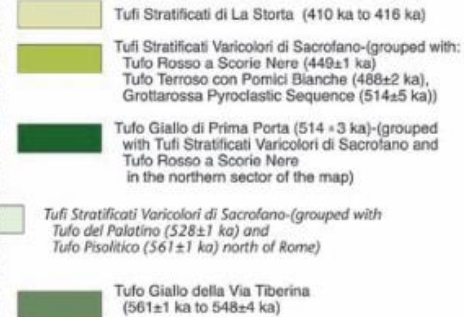 Tufi Stratificati di La Storta (410 ka to 416 ka)
Tufi Stratificati Varicolori di Sacrofano-(grouped with:
Tufo Rosso a Scorie Nere (449±1 ka)
Tufo Terroso con Pomici Bianche (488±2 ka),
Grottarossa Pyroclastic Sequence (514±5 ka))
Tufo Giallo di Prima Porta (514 ±3 ka)-(grouped
with Tufi Stratificati Varicolori di Sacrofano and
Tufo Rosso a Scorie Nere
in the northern sector of the map)
Tufi Stratificati Varicolori di Sacrofano-(grouped with
Tufo del Palatino (528±1 ka) and
Tufo Pisolitico (561±1 ka) north of Rome)
Tufo Giallo della Via Tiberina
(561±1 ka to 548±4 ka)